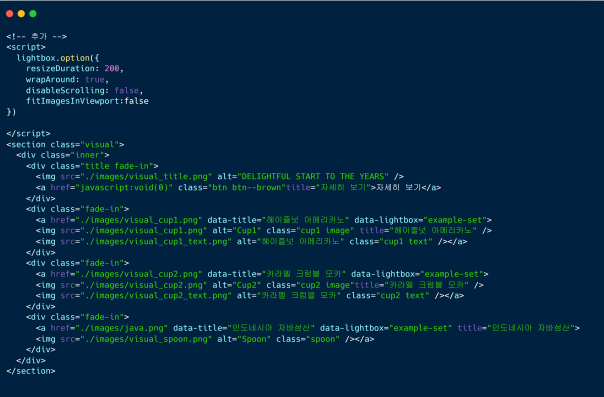 <!-- 추가 -->
<script>
  lightbox.option({
    resizeDuration: 200,
    wrapAround: true,
    disableScrolling: false,
    fitImagesInViewport:false
})

</script>
<section class="visual">
  <div class="inner">
    <div class="title fade-in">
      <img src="./images/visual_title.png" alt="DELIGHTFUL START TO THE YEARS" />
      <a href="javascript:void(0)" class="btn btn--brown"title="자세히 보기">자세히 보기</a>
    </div>
    <div class="fade-in">
      <a href="./images/visual_cup1.png" data-title="헤이즐넛 아메리카노" data-lightbox="example-set">
      <img src="./images/visual_cup1.png" alt="Cup1" class="cup1 image" title="헤이즐넛 아메리카노" />
      <img src="./images/visual_cup1_text.png" alt="헤이즐넛 아메리카노" class="cup1 text" /></a>
    </div>
    <div class="fade-in">
      <a href="./images/visual_cup2.png" data-title="카라멜 크럼블 모카" data-lightbox="example-set">
      <img src="./images/visual_cup2.png" alt="Cup2" class="cup2 image"title="카라멜 크럼블 모카" />
      <img src="./images/visual_cup2_text.png" alt="카라멜 크럼블 모카" class="cup2 text" /></a>
    </div>
    <div class="fade-in">
      <a href="./images/java.png" data-title="인도네시아 자바섬산" data-lightbox="example-set" title="인도네시아 자바섬산">
      <img src="./images/visual_spoon.png" alt="Spoon" class="spoon" /></a>
    </div>
  </div>
</section>